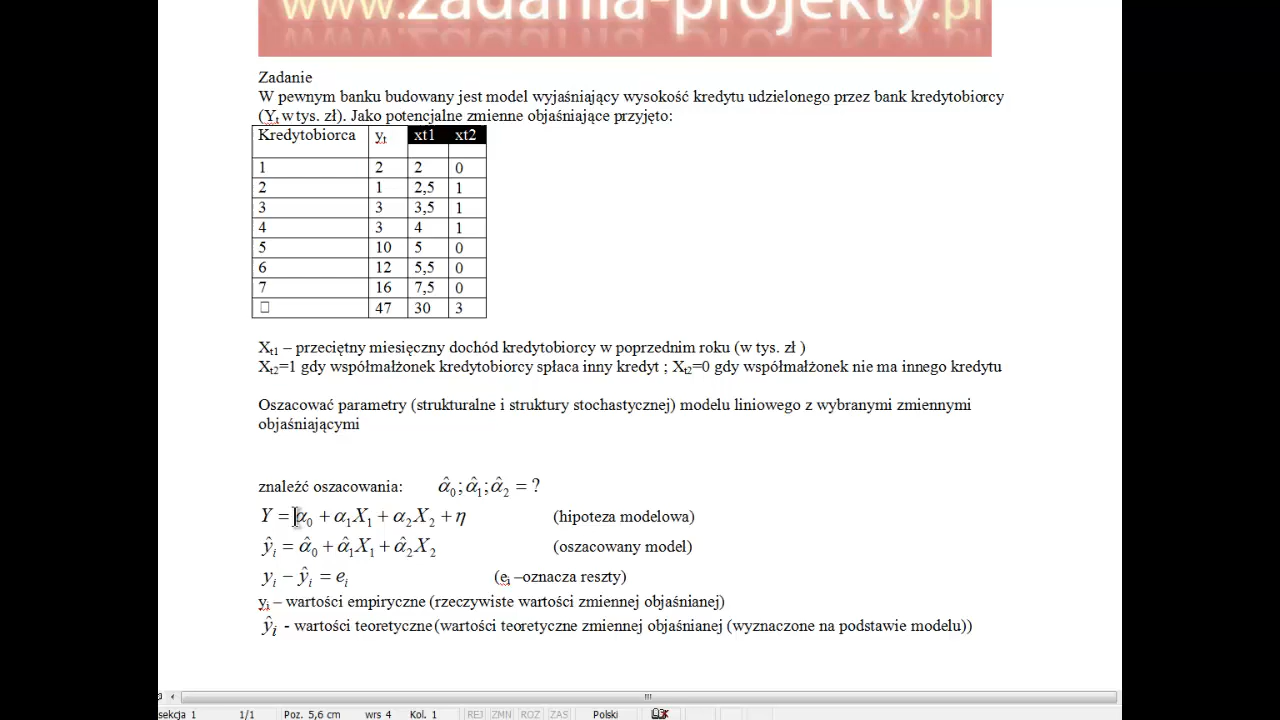 www.zadania-projekty.pl
Zadanie
W pewnym banku budowany jest model wyjaśniający wysokość kredytu udzielonego przez bank kredytobiorcy
(Yt w tys. zł). Jako potencjalne zmienne objaśniające przyjęto:
Kredytobiorca yt xt1 xt2
1 2 2 0
2 1 2,5 1
3 3 3,5 1
4 3 4 1
5 10 5 0
6 12 5,5 0
7 16 7,5 0
□ 47 30 3
Xt1 – przeciętny miesięczny dochód kredytobiorcy w poprzednim roku (w tys. zł )
Xt2=1 gdy współmałżonek kredytobiorcy spłaca inny kredyt ; Xt2=0 gdy współmałżonek nie ma innego kredytu
Oszacować parametry (strukturalne i struktury stochastycznej) modelu liniowego z wybranymi zmiennymi
objaśniającymi
znaleźć oszacowania: α̂0 ; α̂1 ; α̂2 = ?
Y = α0 + α1X1 + α2X2 + η (hipoteza modelowa)
ŷi = α̂0 + α̂1X1 + α̂2X2 (oszacowany model)
yi − ŷi = ei (ei –oznacza reszty)
yi – wartości empiryczne (rzeczywiste wartości zmiennej objaśnianej)
ŷi - wartości teoretyczne (wartości teoretyczne zmiennej objaśnianej (wyznaczone na podstawie modelu))
sekcja 1 1/1 Poz. 5,6 cm wrs 4 Kol. 1 REJ ZMN ROZ ZAS Polski